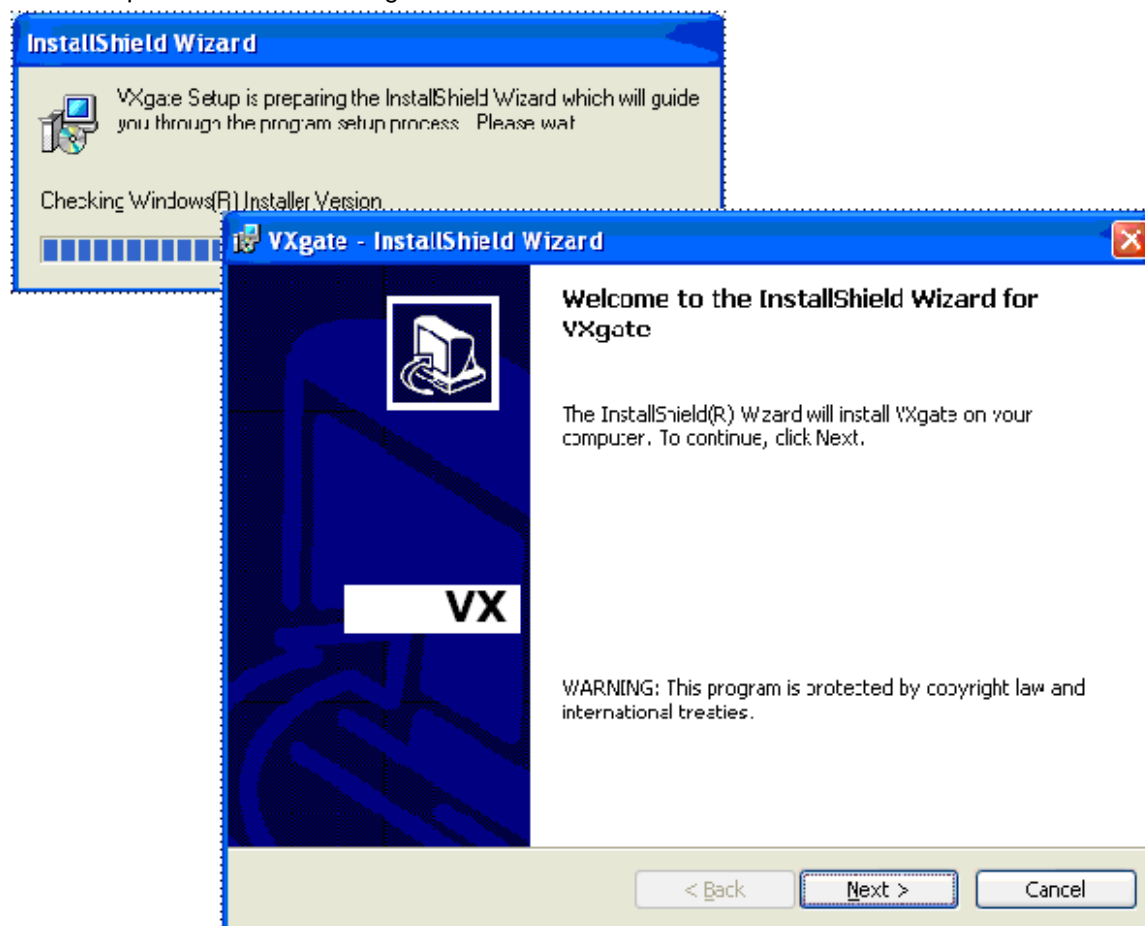 InstallShield Wizard
VXgate Setup is preparing the InstallShield Wizard which will guide
you through the program setup process. Please wait.
Checking Windows(R) Installer Version
VXgate - InstallShield Wizard
Welcome to the InstallShield Wizard for
VXgate
The InstallShield(R) Wizard will install VXgate on your
computer. To continue, click Next.
VX
WARNING: This program is protected by copyright law and
international treaties.
< Back Next > Cancel